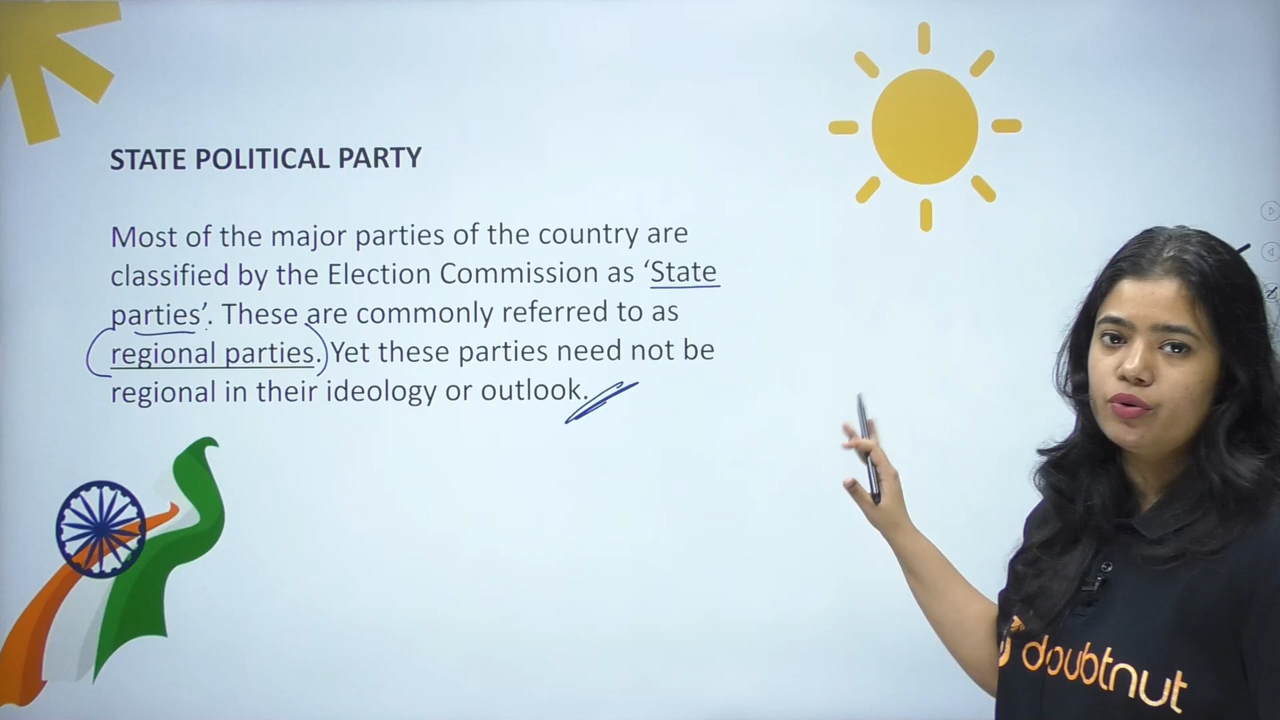 STATE POLITICAL PARTY
Most of the major parties of the country are
classified by the Election Commission as ‘State
parties’. These are commonly referred to as
regional parties. Yet these parties need not be
regional in their ideology or outlook.
doubtnut